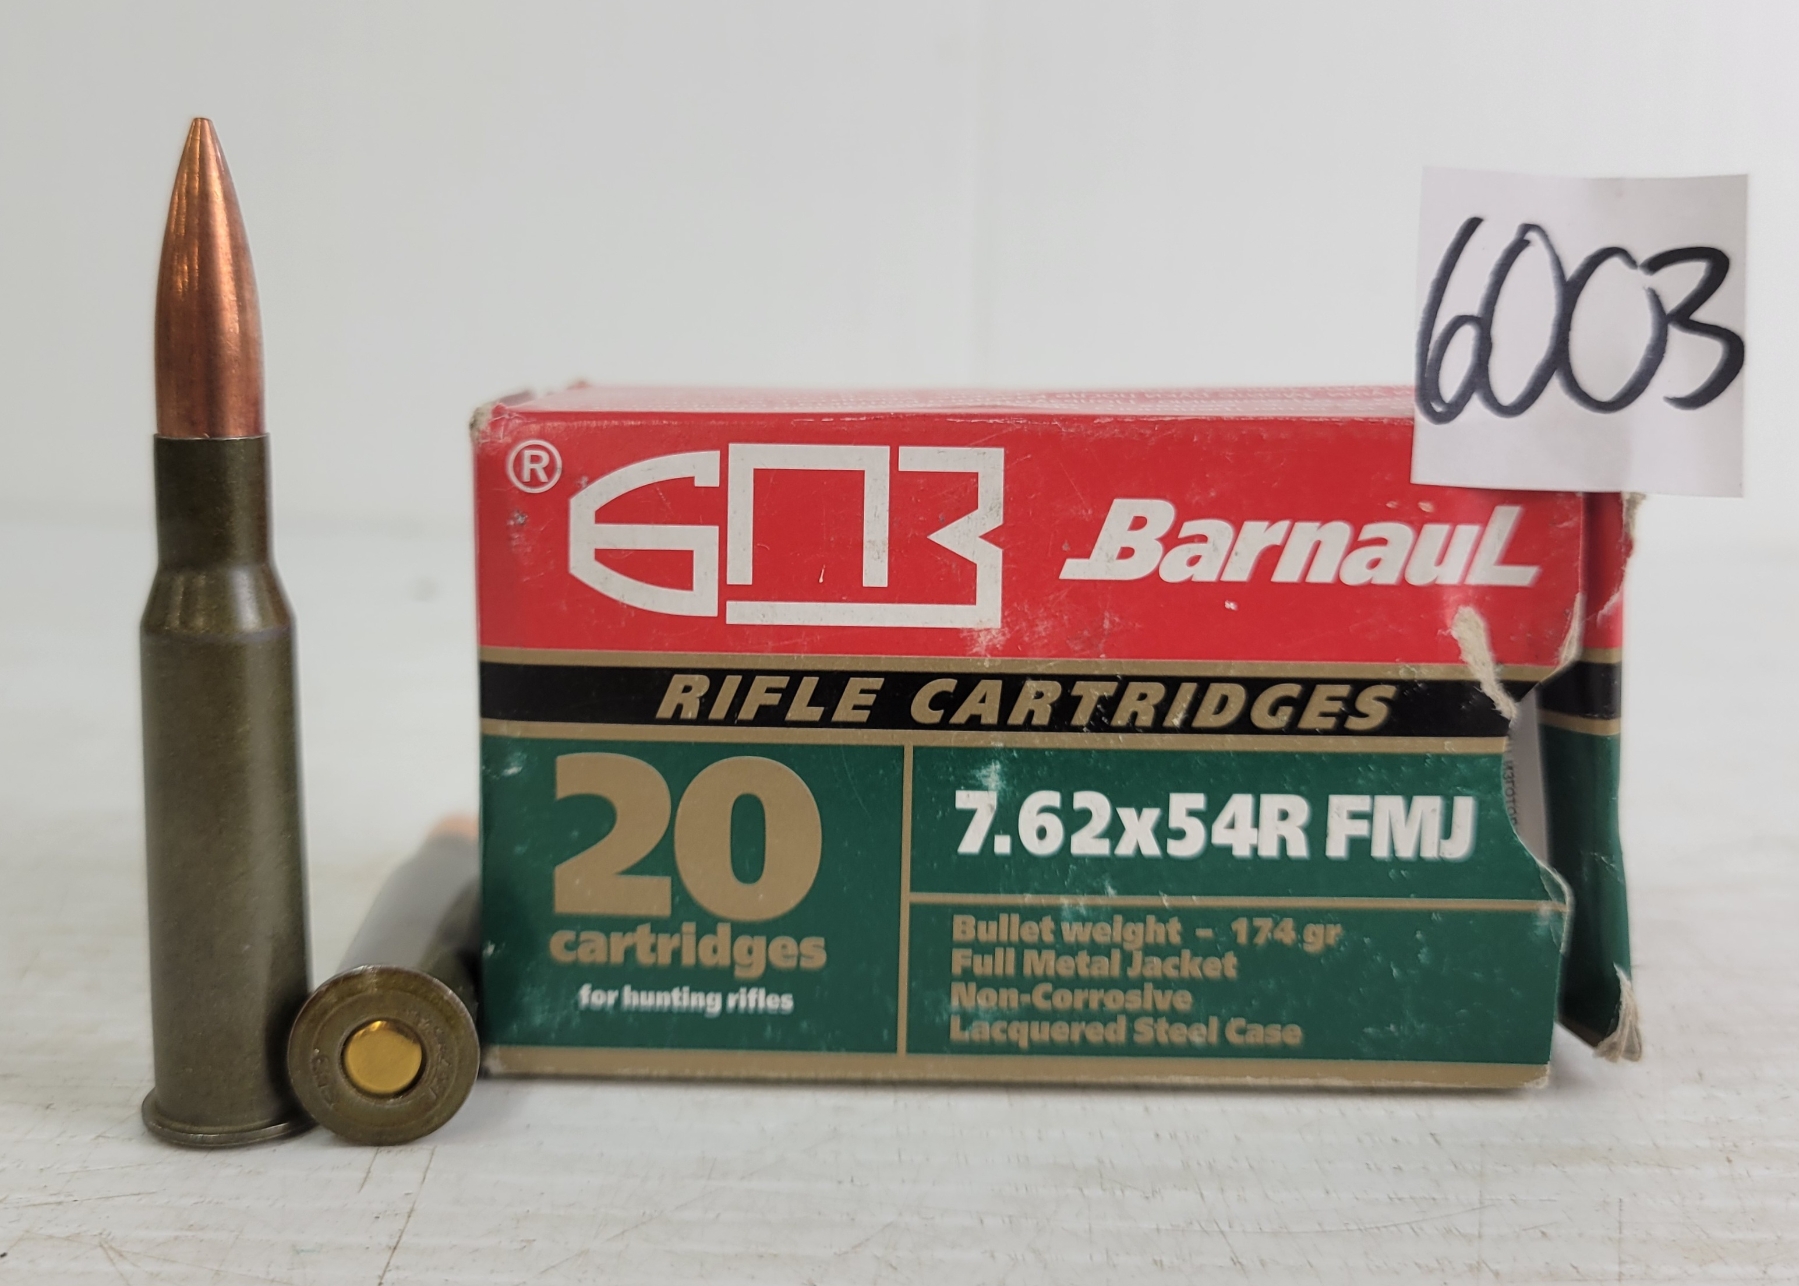 6003
®
БПЗ
Barnaul
RIFLE CARTRIDGES
20
cartridges
for hunting rifles
7.62x54R FMJ
Bullet weight - 174 gr
Full Metal Jacket
Non-Corrosive
Lacquered Steel Case